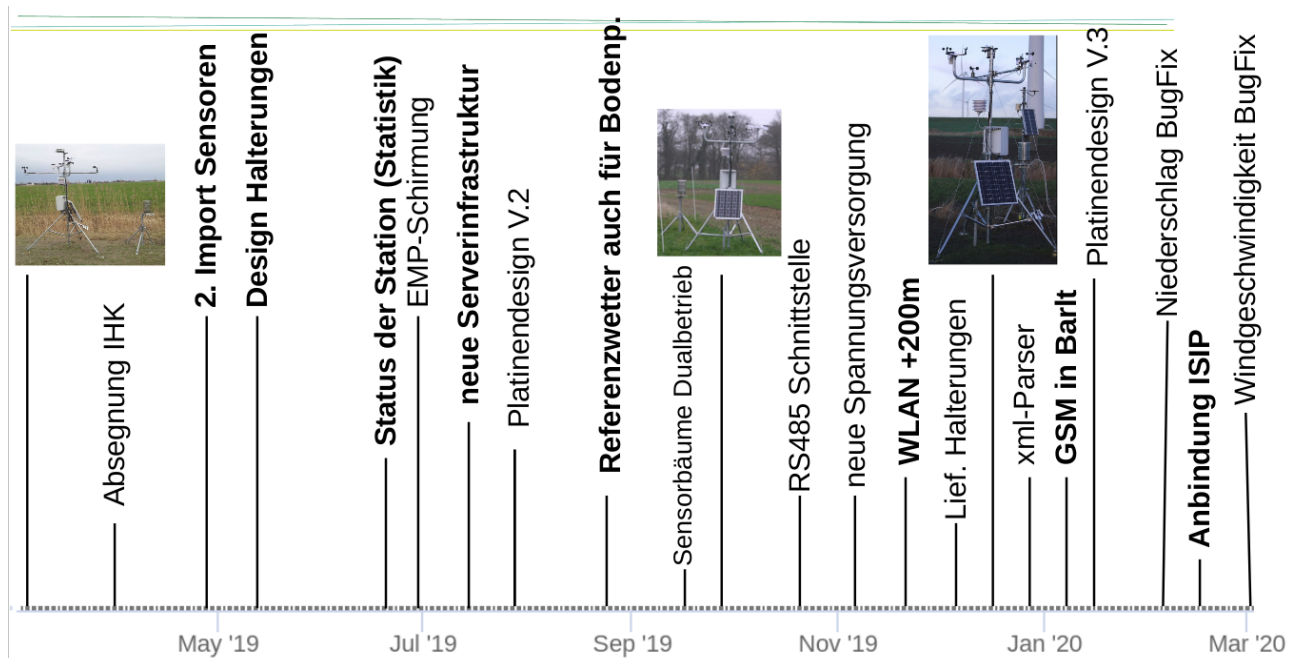 Absegnung IHK
2. Import Sensoren
Design Halterungen
Status der Station (Statistik)
EMP-Schirmung
neue Serverinfrastruktur
Platinendesign V.2
Referenzwetter auch für Bodenp.
Sensorbäume Dualbetrieb
RS485 Schnittstelle
neue Spannungsversorgung
WLAN +200m
Lief. Halterungen
xml-Parser
GSM in Barlt
Platinendesign V.3
Niederschlag BugFix
Anbindung ISIP
Windgeschwindigkeit BugFix
May '19
Jul '19
Sep '19
Nov '19
Jan '20
Mar '20